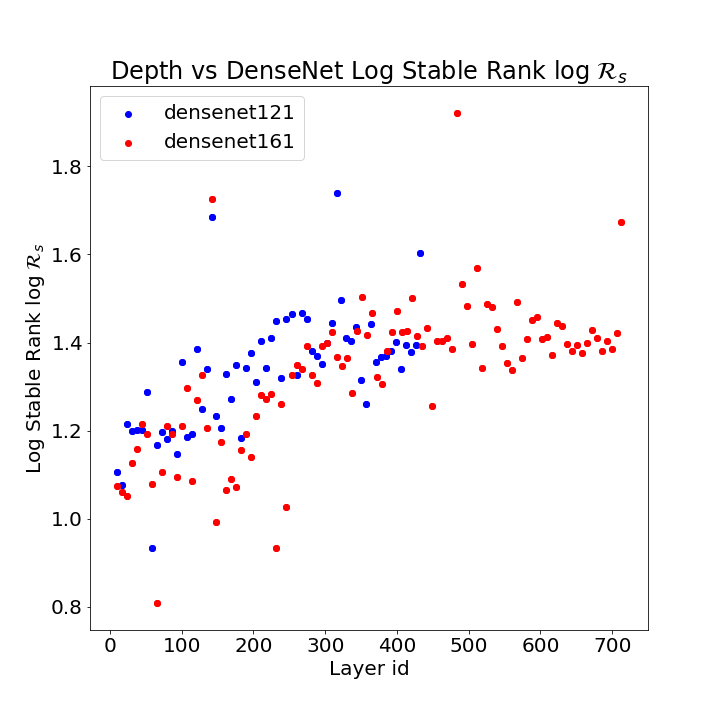 Depth vs DenseNet Log Stable Rank log ℛₛ
densenet121
densenet161
Log Stable Rank log ℛₛ
1.8
1.6
1.4
1.2
1.0
0.8
0 100 200 300 400 500 600 700
Layer id